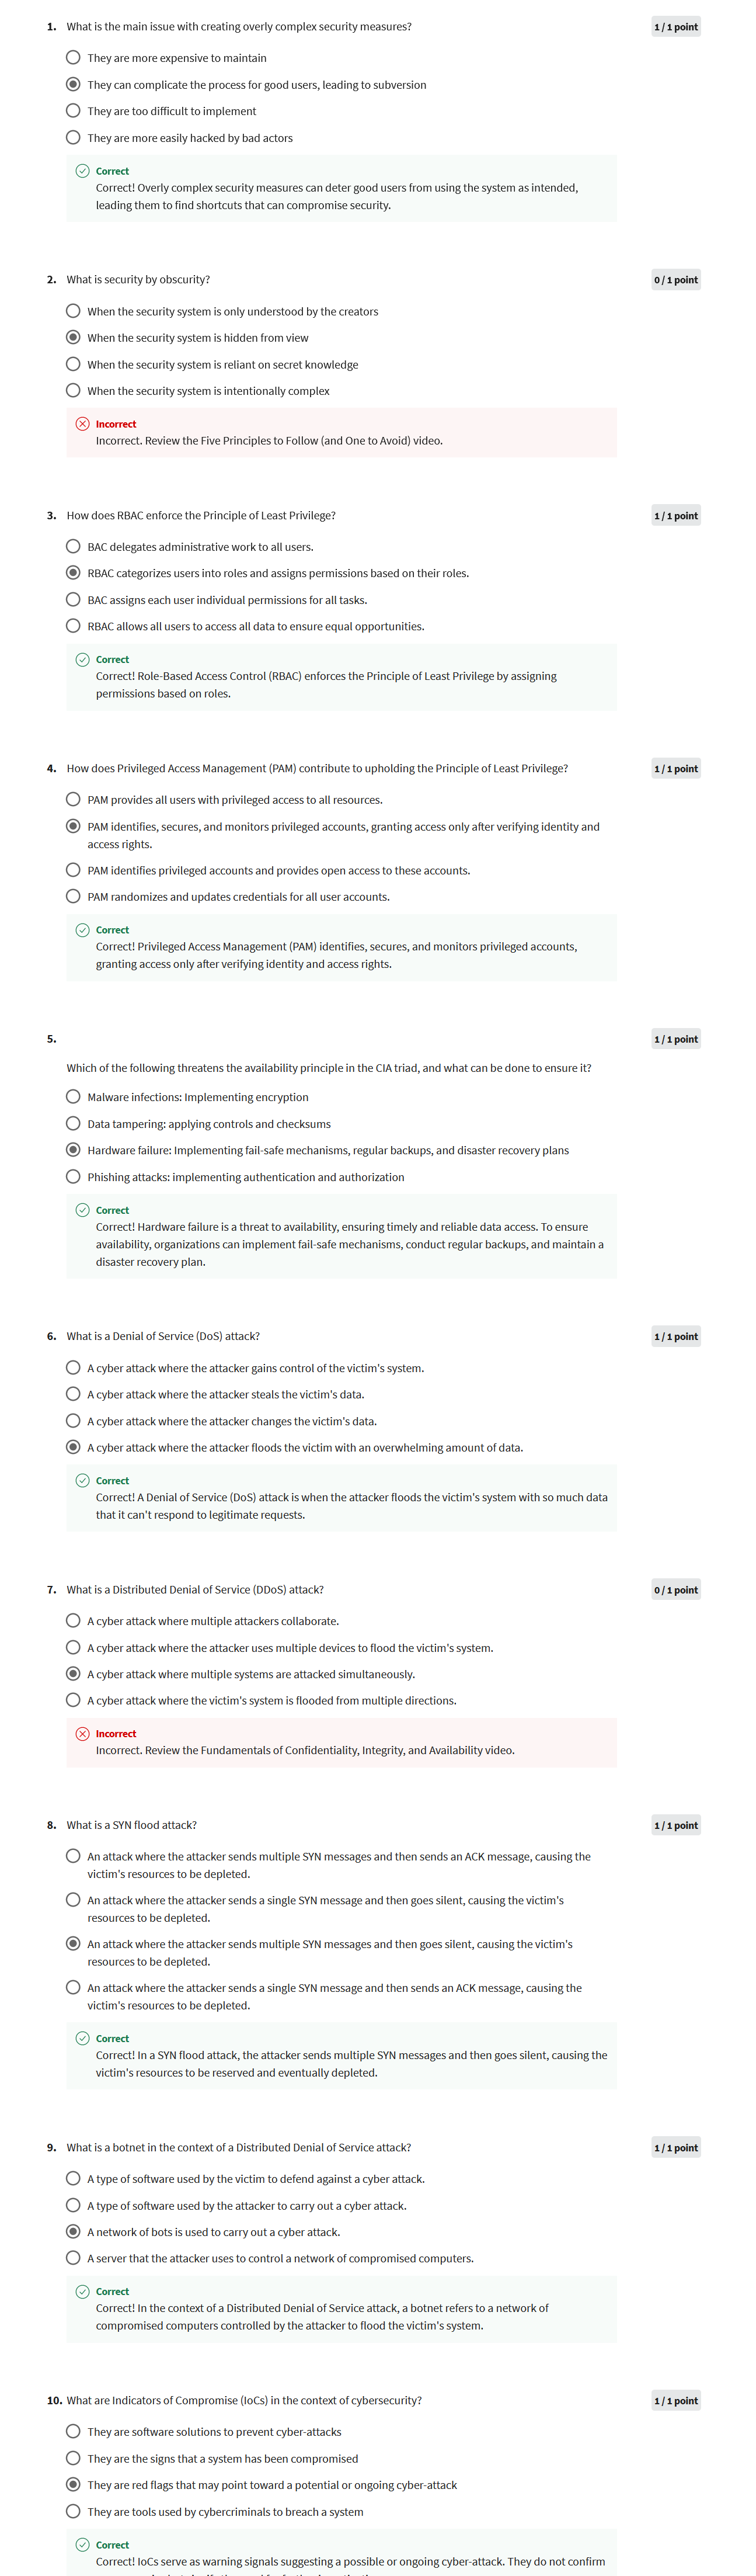 1. What is the main issue with creating overly complex security measures?
1 / 1 point
They are more expensive to maintain
They can complicate the process for good users, leading to subversion
They are too difficult to implement
They are more easily hacked by bad actors
Correct
Correct! Overly complex security measures can deter good users from using the system as intended,
leading them to find shortcuts that can compromise security.
2. What is security by obscurity?
0 / 1 point
When the security system is only understood by the creators
When the security system is hidden from view
When the security system is reliant on secret knowledge
When the security system is intentionally complex
Incorrect
Incorrect. Review the Five Principles to Follow (and One to Avoid) video.
3. How does RBAC enforce the Principle of Least Privilege?
1 / 1 point
BAC delegates administrative work to all users.
RBAC categorizes users into roles and assigns permissions based on their roles.
BAC assigns each user individual permissions for all tasks.
RBAC allows all users to access all data to ensure equal opportunities.
Correct
Correct! Role-Based Access Control (RBAC) enforces the Principle of Least Privilege by assigning
permissions based on roles.
4. How does Privileged Access Management (PAM) contribute to upholding the Principle of Least Privilege?
1 / 1 point
PAM provides all users with privileged access to all resources.
PAM identifies, secures, and monitors privileged accounts, granting access only after verifying identity and
access rights.
PAM identifies privileged accounts and provides open access to these accounts.
PAM randomizes and updates credentials for all user accounts.
Correct
Correct! Privileged Access Management (PAM) identifies, secures, and monitors privileged accounts,
granting access only after verifying identity and access rights.
5.
1 / 1 point
Which of the following threatens the availability principle in the CIA triad, and what can be done to ensure it?
Malware infections: Implementing encryption
Data tampering: applying controls and checksums
Hardware failure: Implementing fail-safe mechanisms, regular backups, and disaster recovery plans
Phishing attacks: implementing authentication and authorization
Correct
Correct! Hardware failure is a threat to availability, ensuring timely and reliable data access. To ensure
availability, organizations can implement fail-safe mechanisms, conduct regular backups, and maintain a
disaster recovery plan.
6. What is a Denial of Service (DoS) attack?
1 / 1 point
A cyber attack where the attacker gains control of the victim's system.
A cyber attack where the attacker steals the victim's data.
A cyber attack where the attacker changes the victim's data.
A cyber attack where the attacker floods the victim with an overwhelming amount of data.
Correct
Correct! A Denial of Service (DoS) attack is when the attacker floods the victim's system with so much data
that it can't respond to legitimate requests.
7. What is a Distributed Denial of Service (DDoS) attack?
0 / 1 point
A cyber attack where multiple attackers collaborate.
A cyber attack where the attacker uses multiple devices to flood the victim's system.
A cyber attack where multiple systems are attacked simultaneously.
A cyber attack where the victim's system is flooded from multiple directions.
Incorrect
Incorrect. Review the Fundamentals of Confidentiality, Integrity, and Availability video.
8. What is a SYN flood attack?
1 / 1 point
An attack where the attacker sends multiple SYN messages and then sends an ACK message, causing the
victim's resources to be depleted.
An attack where the attacker sends a single SYN message and then goes silent, causing the victim's
resources to be depleted.
An attack where the attacker sends multiple SYN messages and then goes silent, causing the victim's
resources to be depleted.
An attack where the attacker sends a single SYN message and then sends an ACK message, causing the
victim's resources to be depleted.
Correct
Correct! In a SYN flood attack, the attacker sends multiple SYN messages and then goes silent, causing the
victim's resources to be reserved and eventually depleted.
9. What is a botnet in the context of a Distributed Denial of Service attack?
1 / 1 point
A type of software used by the victim to defend against a cyber attack.
A type of software used by the attacker to carry out a cyber attack.
A network of bots is used to carry out a cyber attack.
A server that the attacker uses to control a network of compromised computers.
Correct
Correct! In the context of a Distributed Denial of Service attack, a botnet refers to a network of
compromised computers controlled by the attacker to flood the victim's system.
10. What are Indicators of Compromise (IoCs) in the context of cybersecurity?
1 / 1 point
They are software solutions to prevent cyber-attacks
They are the signs that a system has been compromised
They are red flags that may point toward a potential or ongoing cyber-attack
They are tools used by cybercriminals to breach a system
Correct
Correct! IoCs serve as warning signals suggesting a possible or ongoing cyber-attack. They do not confirm